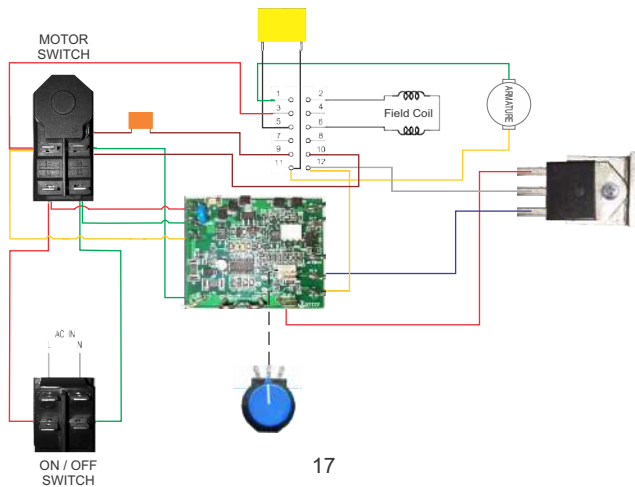 MOTOR
SWITCH
1 2
3 4
5 6
7 8
9 10
11 12
Field Coil
ARMATURE
AC IN
L N
ON / OFF
SWITCH
17